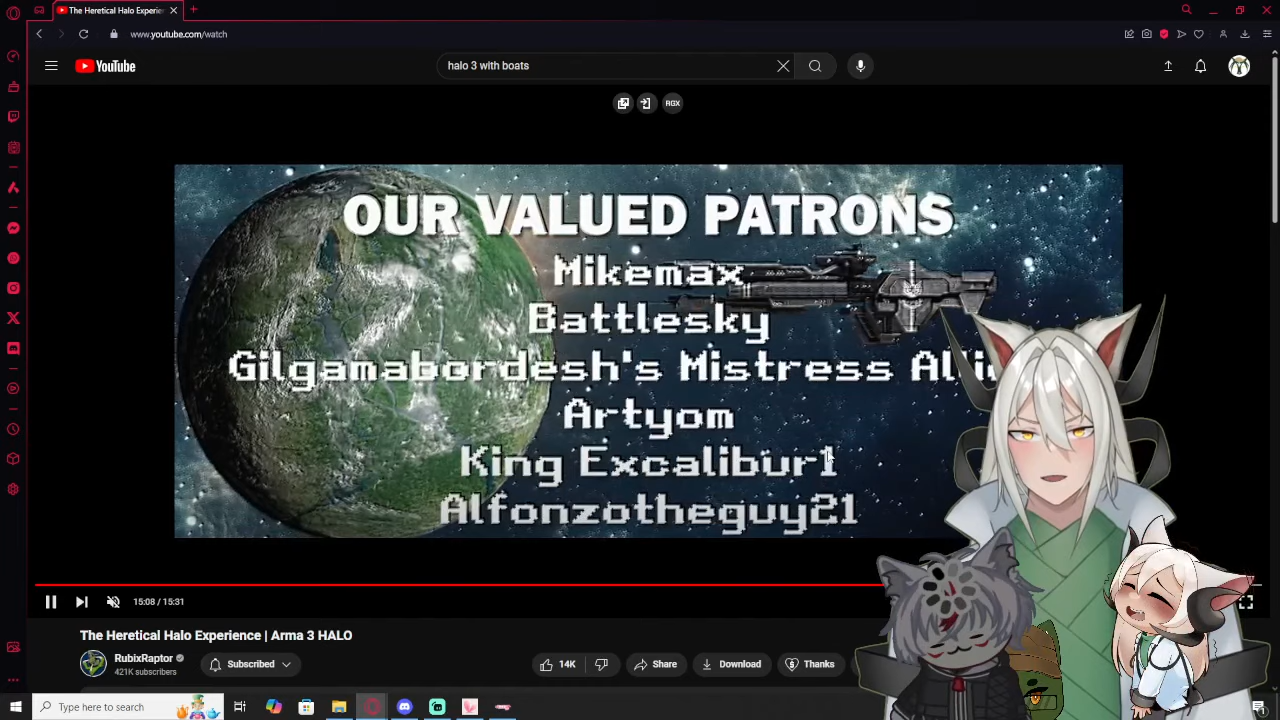 The Heretical Halo Experie
www.youtube.com/watch
YouTube
halo 3 with boats
RGX
OUR VALUED PATRONS
Mikemax
Battlesky
Gilgamabordesh's Mistress
Artyom
King Excalibur1
Alfonzotheguy21
15:08 / 15:31
The Heretical Halo Experience | Arma 3 HALO
RubixRaptor
421K subscribers
Subscribed
14K
Share
Download
Thanks
Type here to search